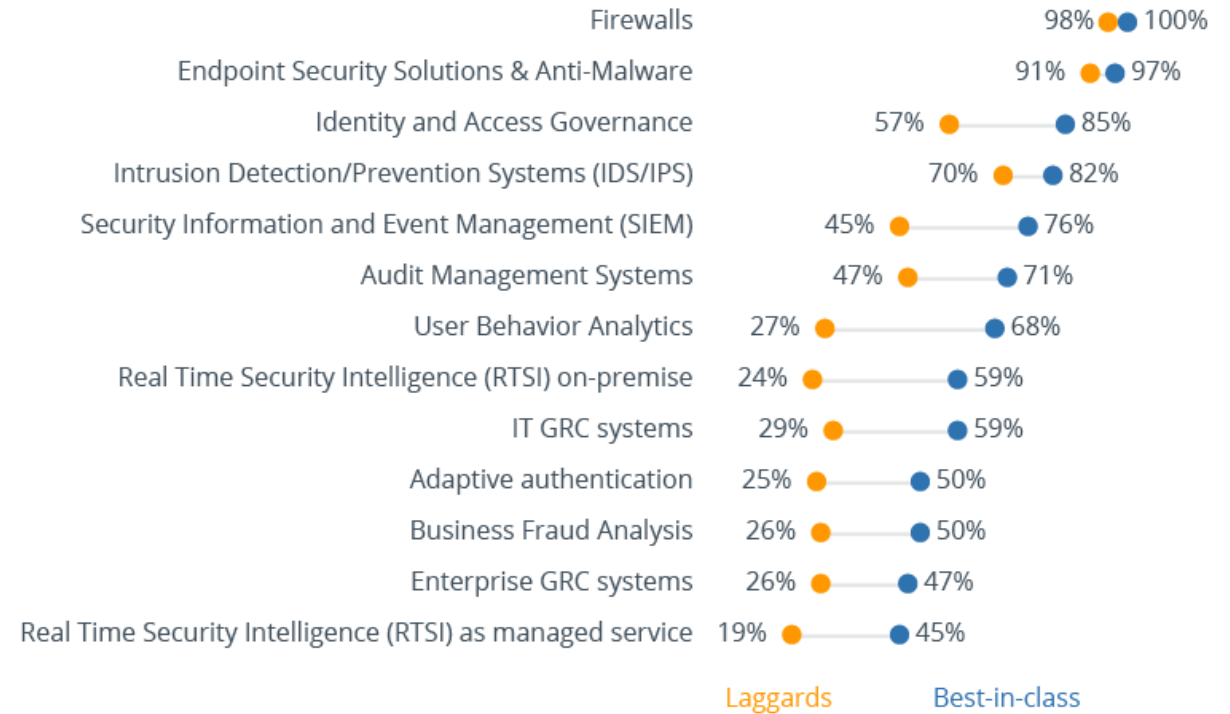 Firewalls 98% 100%
Endpoint Security Solutions & Anti-Malware 91% 97%
Identity and Access Governance 57% 85%
Intrusion Detection/Prevention Systems (IDS/IPS) 70% 82%
Security Information and Event Management (SIEM) 45% 76%
Audit Management Systems 47% 71%
User Behavior Analytics 27% 68%
Real Time Security Intelligence (RTSI) on-premise 24% 59%
IT GRC systems 29% 59%
Adaptive authentication 25% 50%
Business Fraud Analysis 26% 50%
Enterprise GRC systems 26% 47%
Real Time Security Intelligence (RTSI) as managed service 19% 45%
Laggards Best-in-class